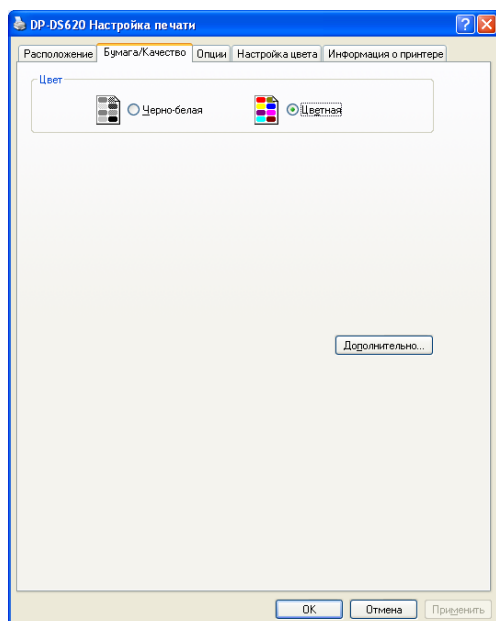 DP-DS620 Настройка печати
Расположение Бумага/Качество Опции Настройка цвета Информация о принтере
Цвет
Черно-белая Цветная
Дополнительно...
OK Отмена Применить